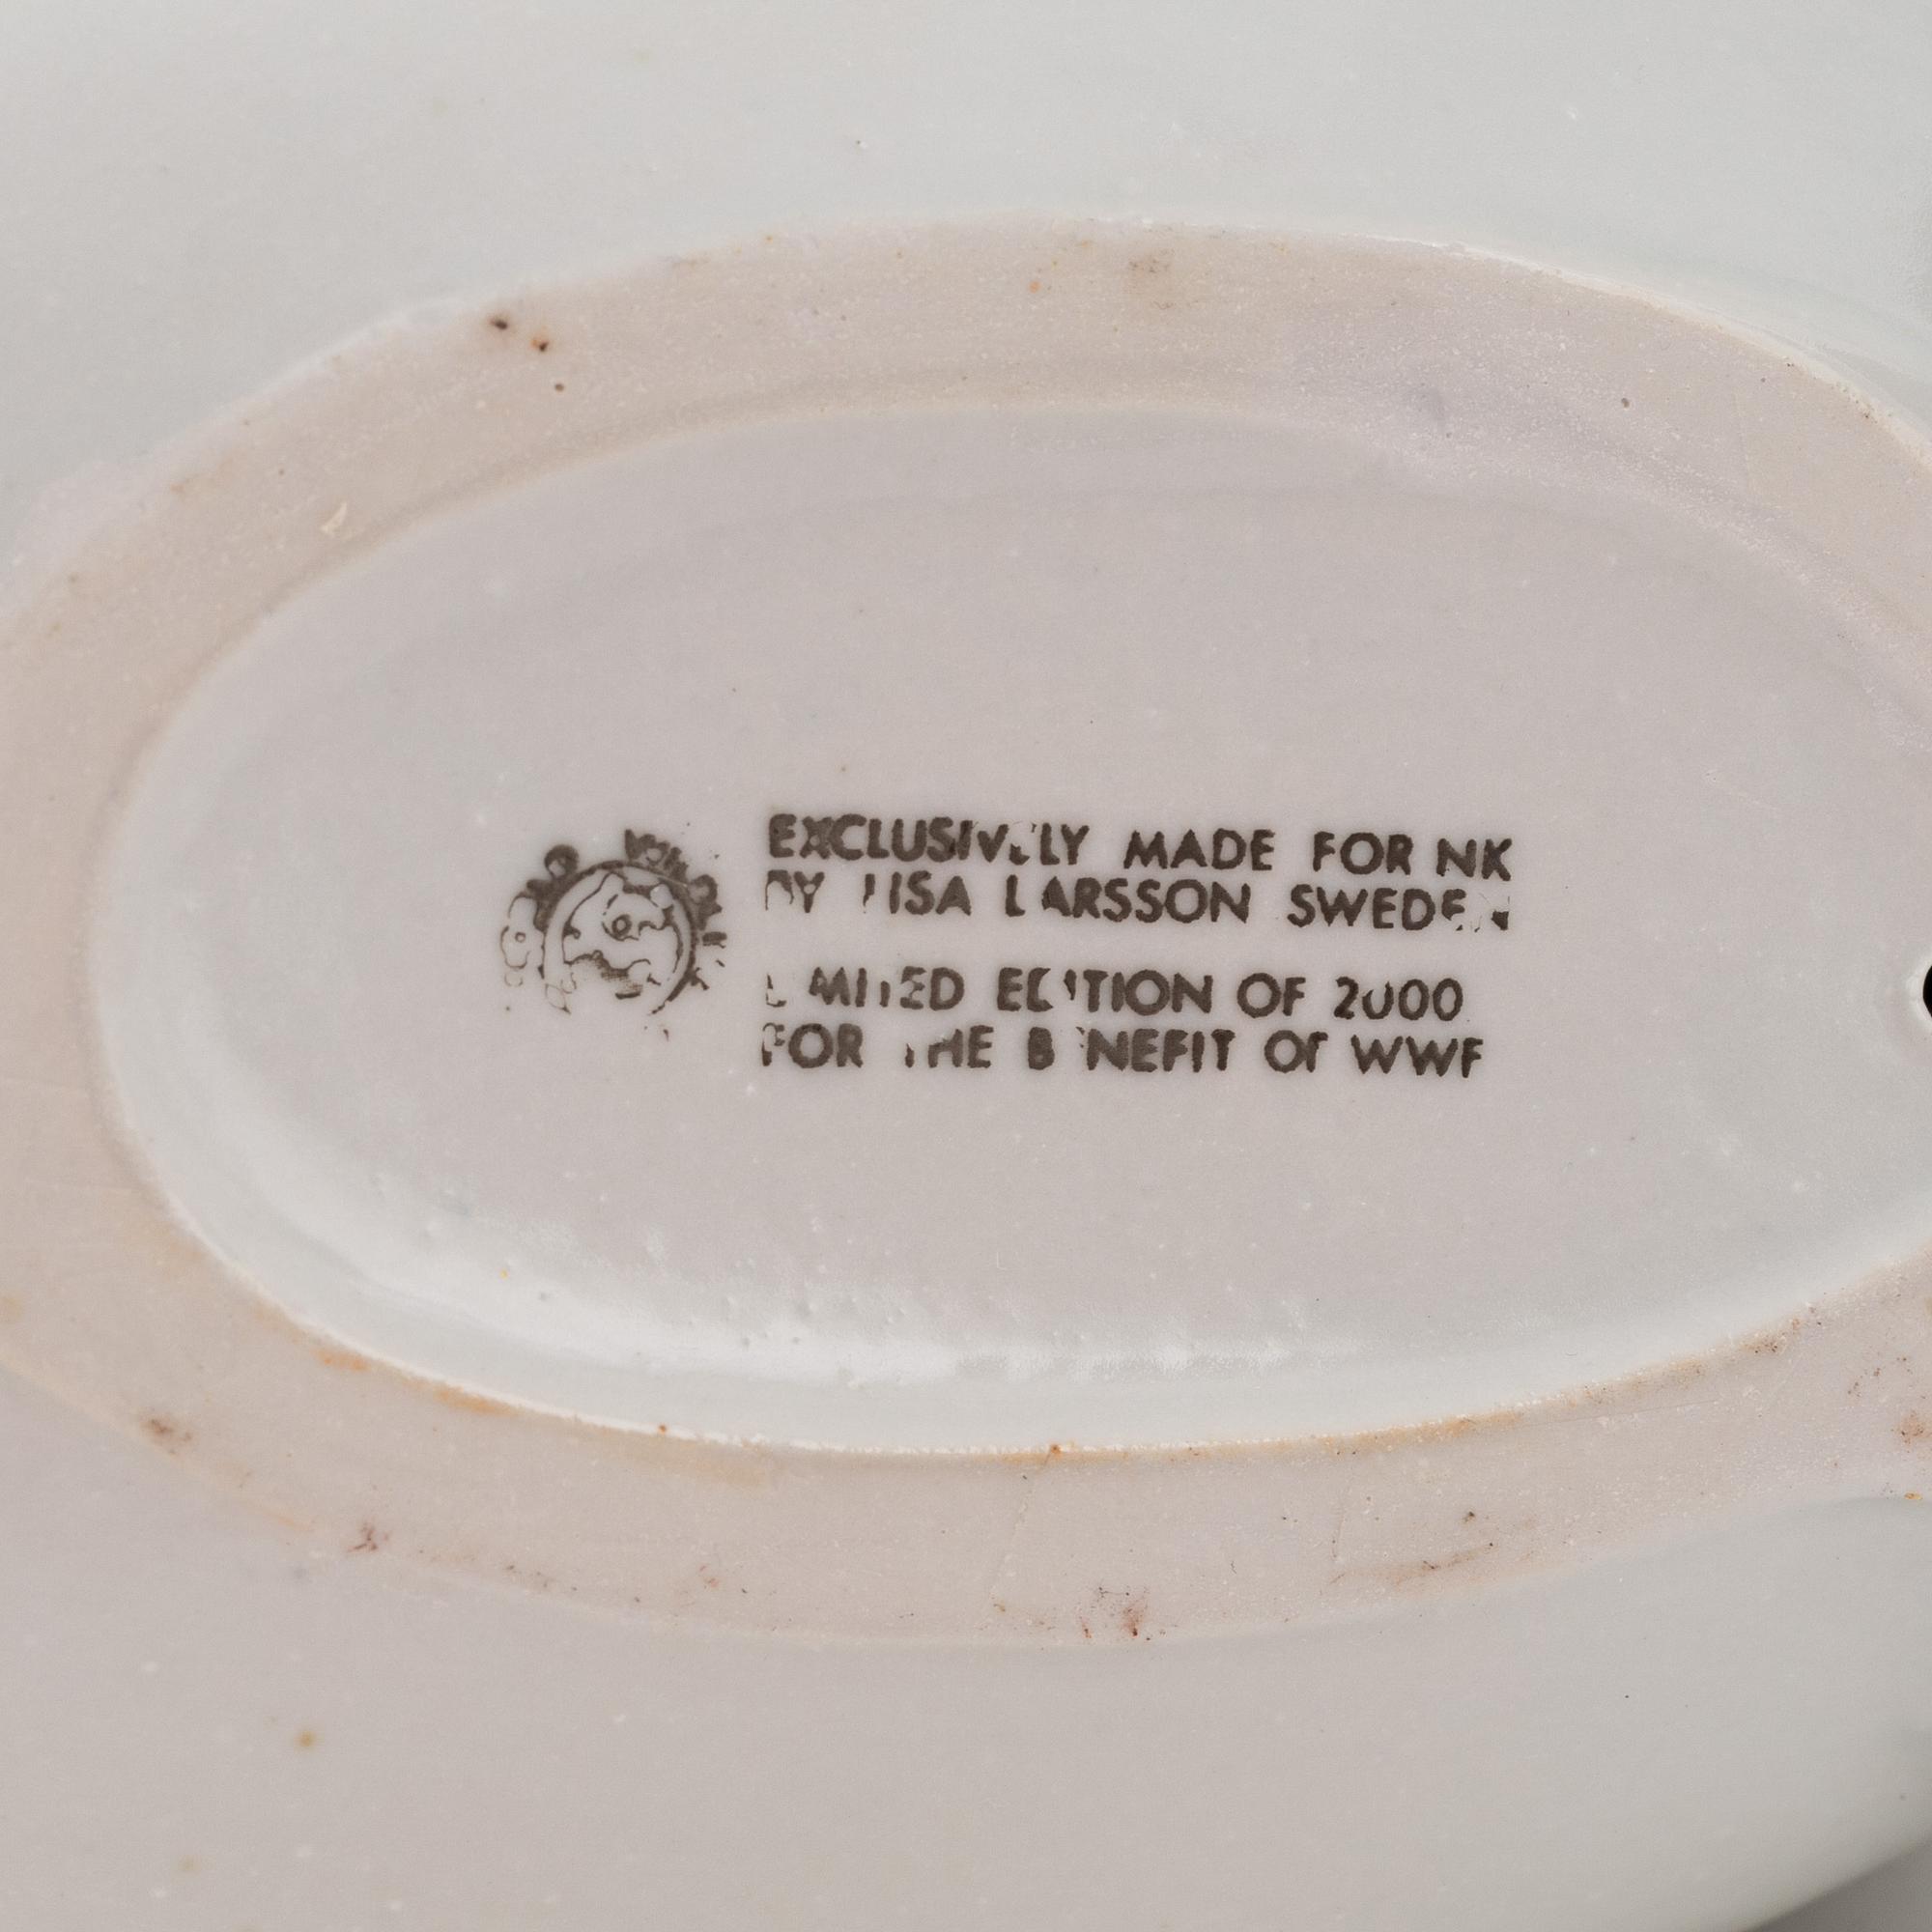 EXCLUSIVELY MADE FOR NK
BY LISA LARSSON SWEDEN
LIMITED EDITION OF 2000
FOR THE BENEFIT OF WWF